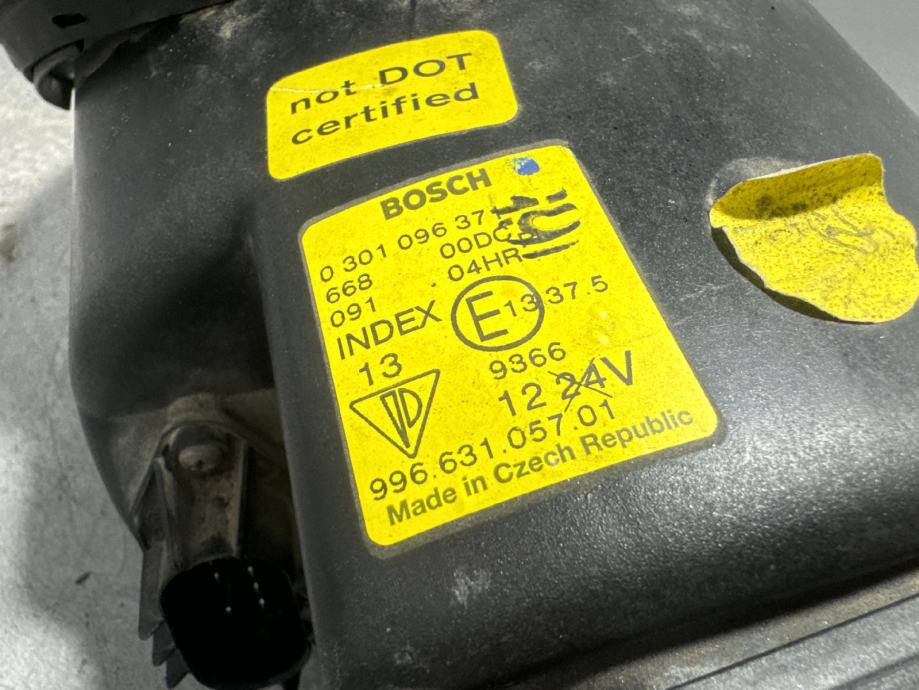 not DOT
certified
BOSCH
0 301 096 371
668 00DC
091 04HR
INDEX E 13 37.5
13 9366
12 24V
996.631.057.01
Made in Czech Republic